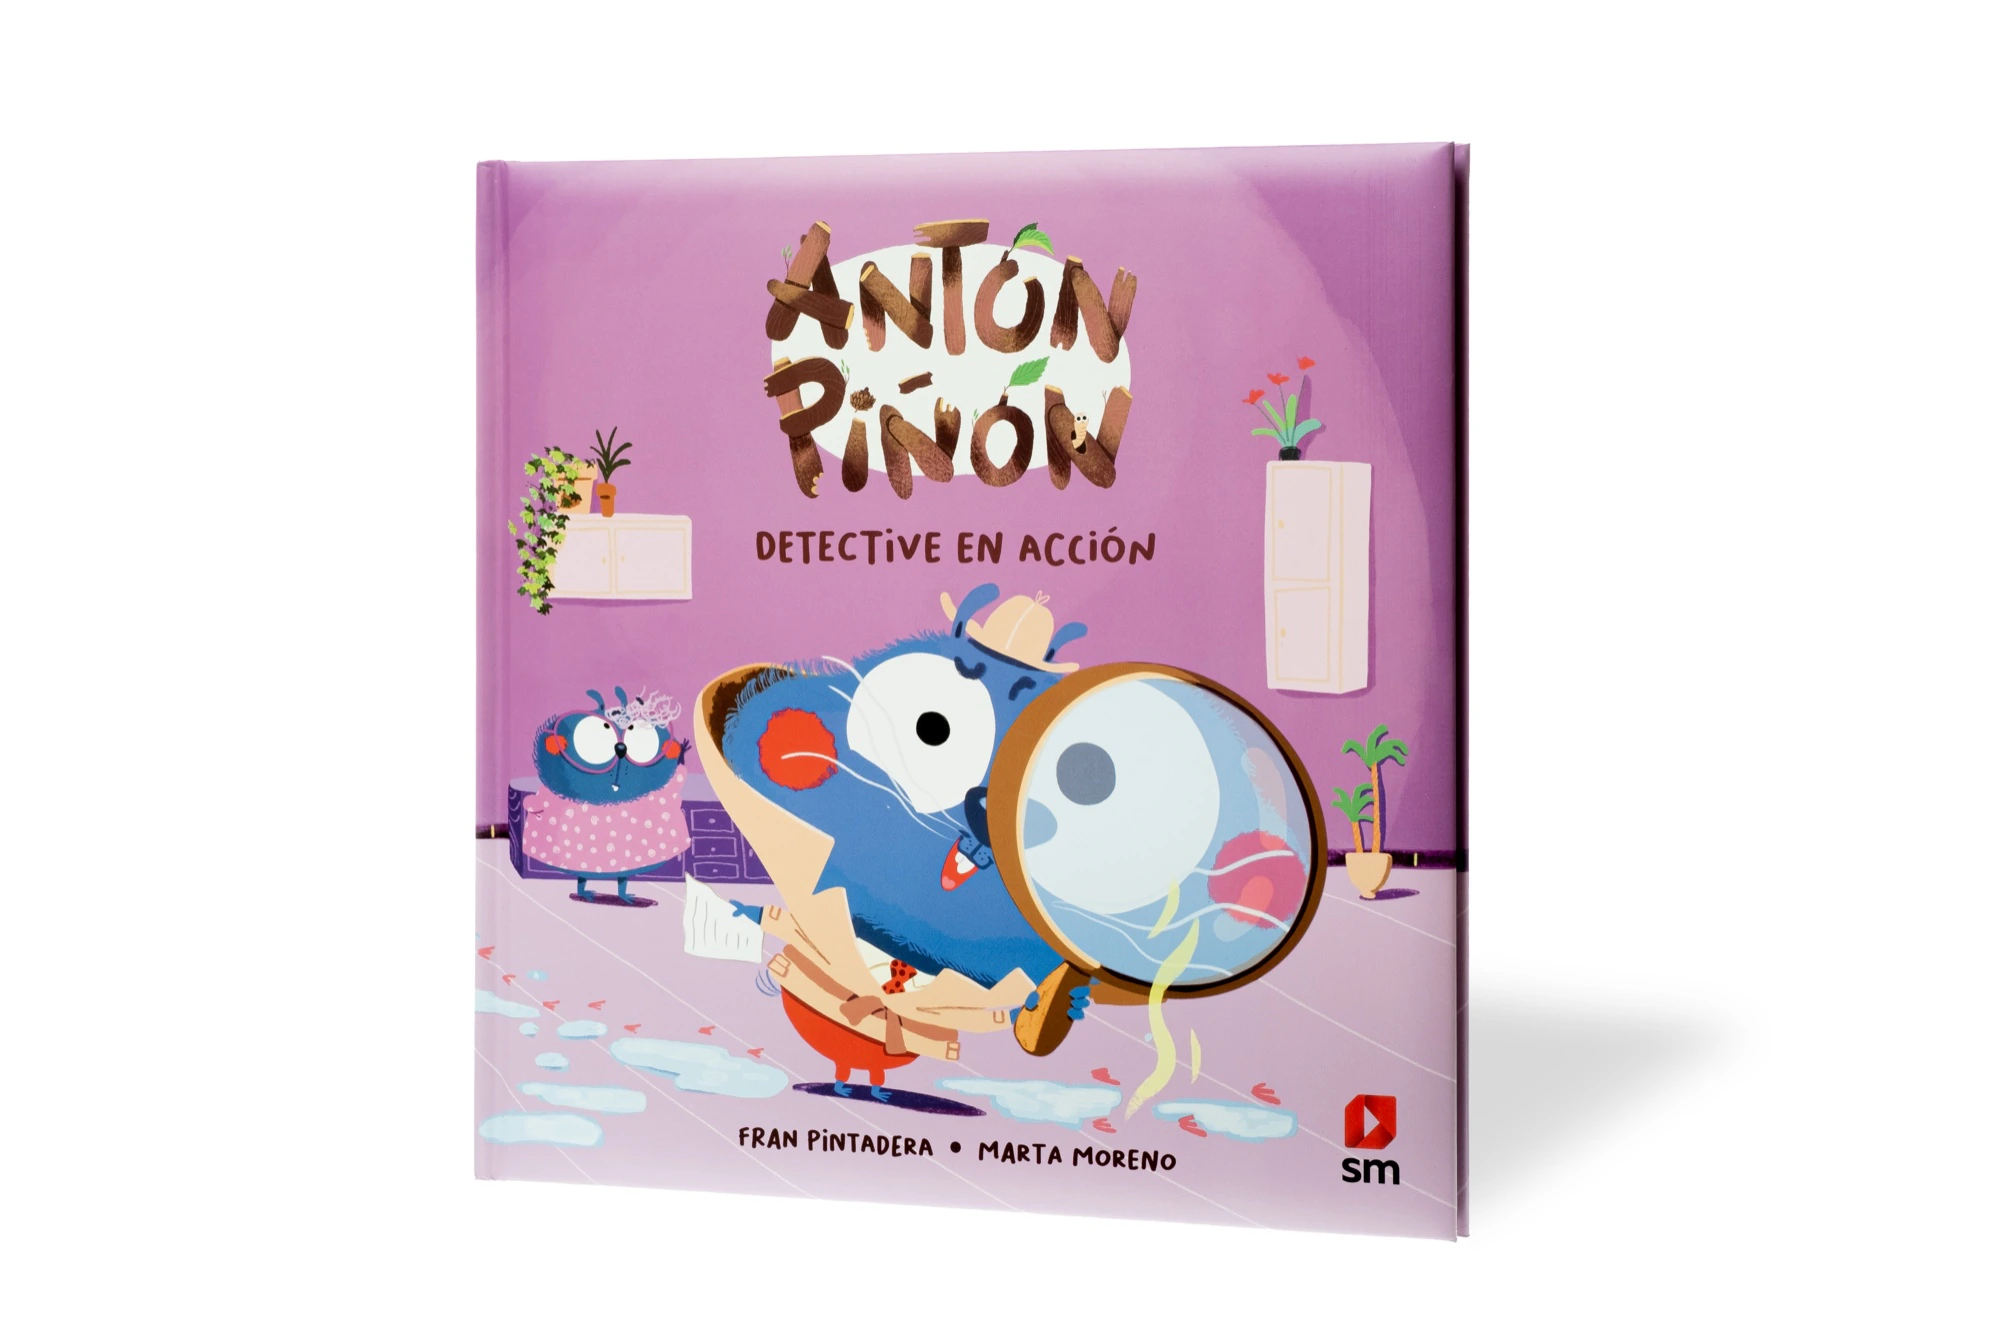 ANTÓN
PIÑÓN
DETECTIVE EN ACCIÓN
FRAN PINTADERA • MARTA MORENO
sm